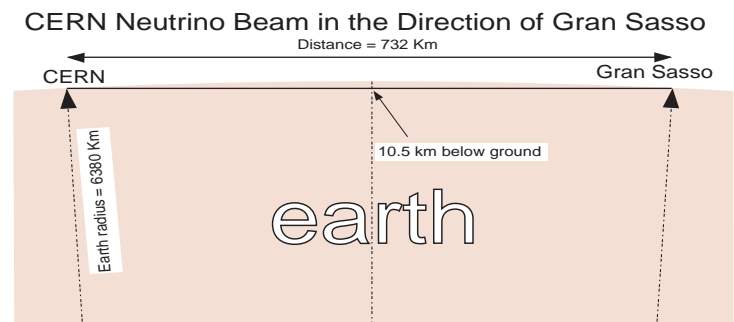 CERN Neutrino Beam in the Direction of Gran Sasso
Distance = 732 Km
CERN
Gran Sasso
10.5 km below ground
Earth radius = 6380 Km
earth